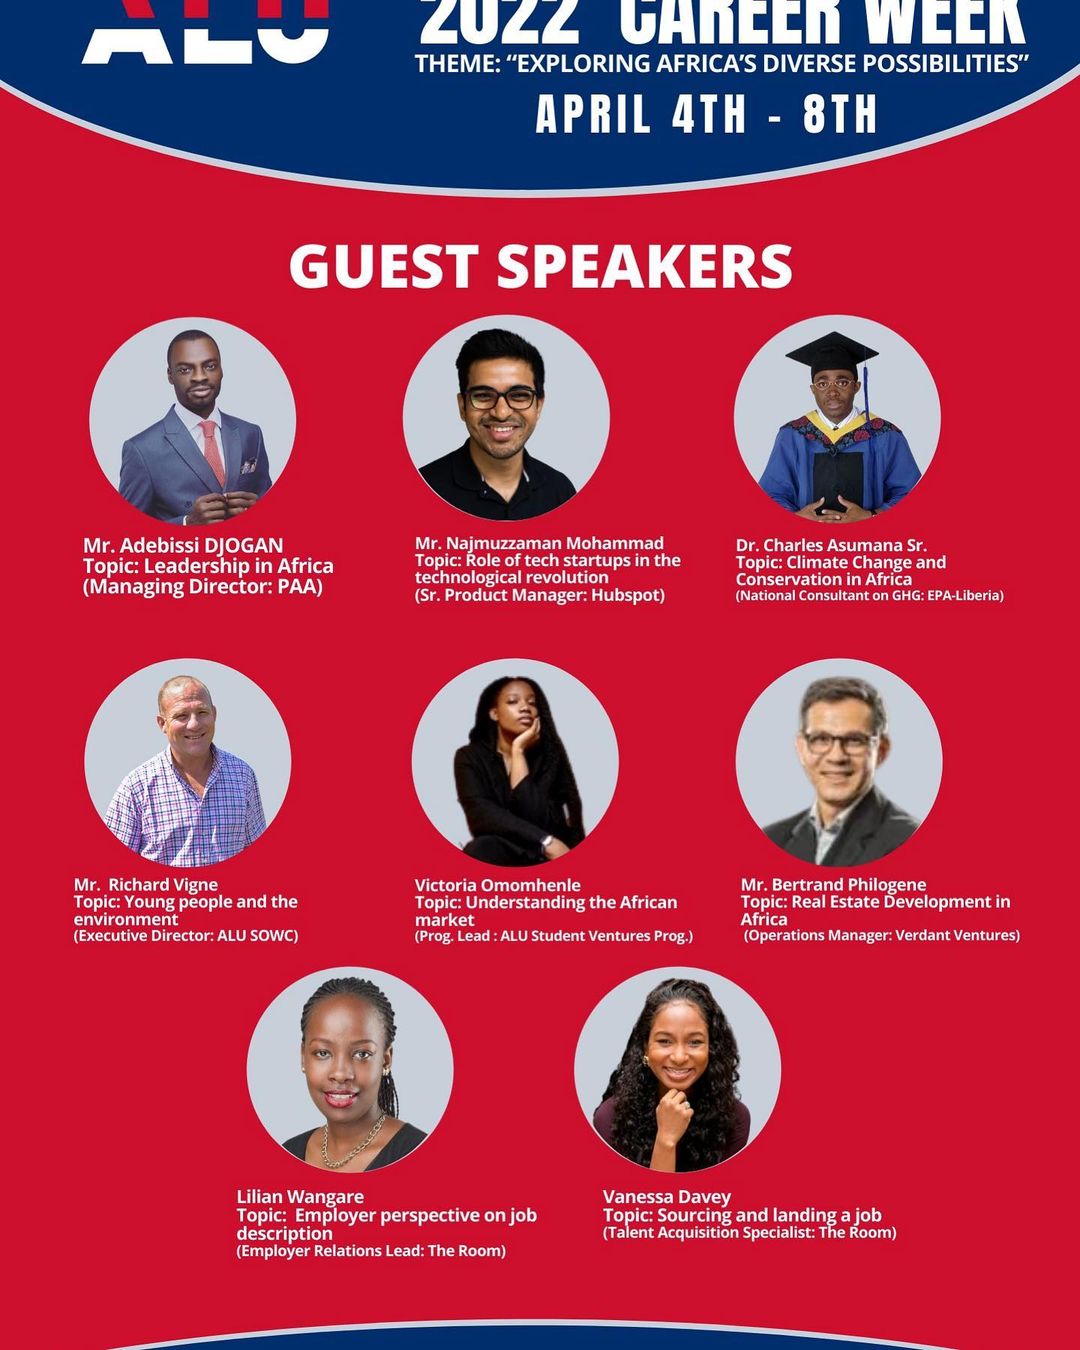 ALU
2022 CAREER WEEK
THEME: “EXPLORING AFRICA’S DIVERSE POSSIBILITIES”
APRIL 4TH - 8TH
GUEST SPEAKERS
Mr. Adebissi DJOGAN
Topic: Leadership in Africa
(Managing Director: PAA)
Mr. Najmuzzaman Mohammad
Topic: Role of tech startups in the
technological revolution
(Sr. Product Manager: Hubspot)
Dr. Charles Asumana Sr.
Topic: Climate Change and
Conservation in Africa
(National Consultant on GHG: EPA-Liberia)
Mr. Richard Vigne
Topic: Young people and the
environment
(Executive Director: ALU SOWC)
Victoria Omomhenle
Topic: Understanding the African
market
(Prog. Lead : ALU Student Ventures Prog.)
Mr. Bertrand Philogene
Topic: Real Estate Development in
Africa
(Operations Manager: Verdant Ventures)
Lilian Wangare
Topic: Employer perspective on job
description
(Employer Relations Lead: The Room)
Vanessa Davey
Topic: Sourcing and landing a job
(Talent Acquisition Specialist: The Room)